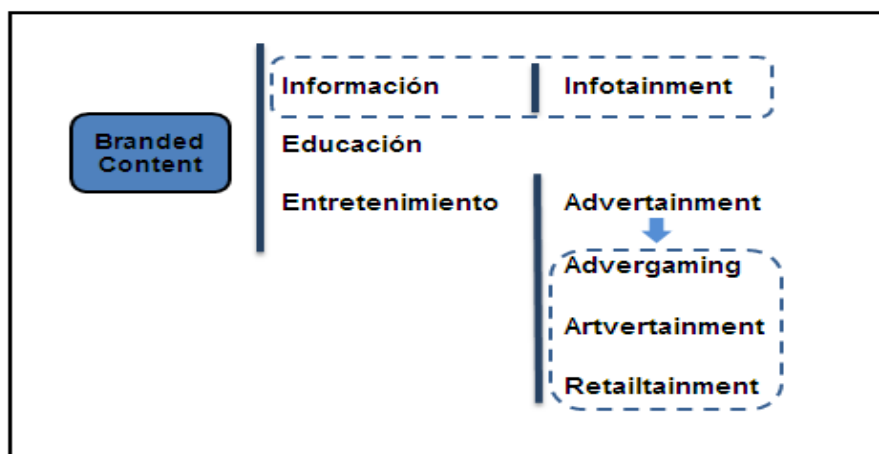 Branded
Content
Información
Infotainment
Educación
Entretenimiento
Advertainment
Advergaming
Artvertainment
Retailtainment